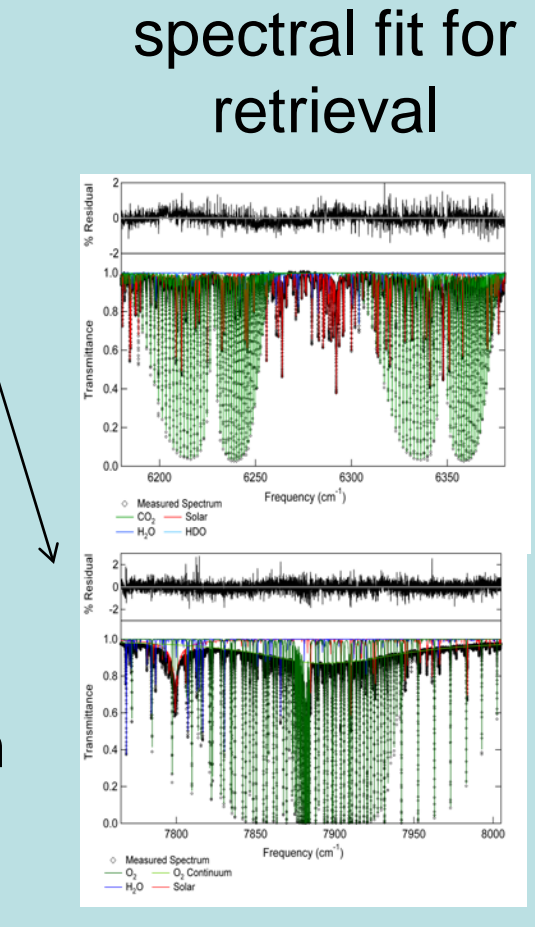 spectral fit for
retrieval
% Residual
2
0
-2
Transmittance
1.0
0.8
0.6
0.4
0.2
0.0
6200 6250 6300 6350
Frequency (cm⁻¹)
◇ Measured Spectrum
CO₂ Solar
H₂O HDO
% Residual
2
0
-2
Transmittance
1.0
0.8
0.6
0.4
0.2
0.0
7800 7850 7900 7950 8000
Frequency (cm⁻¹)
◇ Measured Spectrum
O₂ O₂ Continuum
H₂O Solar